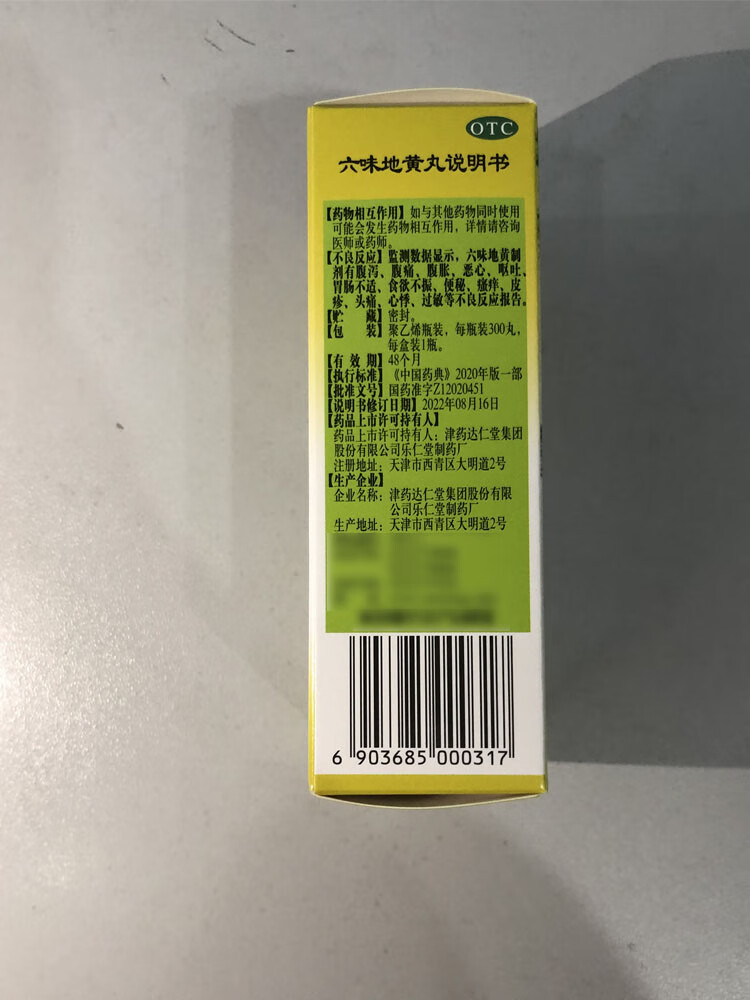 OTC
六味地黄丸说明书
【药物相互作用】如与其他药物同时使用
可能会发生药物相互作用，详情请咨询
医师或药师。
【不良反应】监测数据显示，六味地黄制
剂有腹泻、腹痛、腹胀、恶心、呕吐、
胃肠不适、食欲不振、便秘、瘙痒、皮
疹、头痛、心悸、过敏等不良反应报告。
【贮　　藏】密封。
【包　　装】聚乙烯瓶装，每瓶装300丸，
每盒装1瓶。
【有 效 期】48个月
【执行标准】《中国药典》2020年版一部
【批准文号】国药准字Z12020451
【说明书修订日期】2022年08月16日
【药品上市许可持有人】
药品上市许可持有人：津药达仁堂集团
股份有限公司乐仁堂制药厂
注册地址：天津市西青区大明道2号
【生产企业】
企业名称：津药达仁堂集团股份有限
公司乐仁堂制药厂
生产地址：天津市西青区大明道2号
6 903685 000317